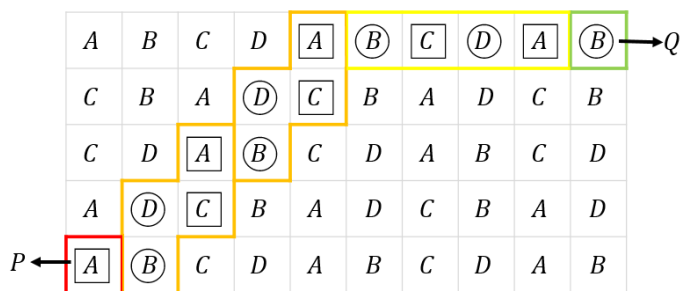 A B C D A B C D A B Q
C B A D C B A D C B
C D A B C D A B C D
A D C B A D C B A D
P A B C D A B C D A B